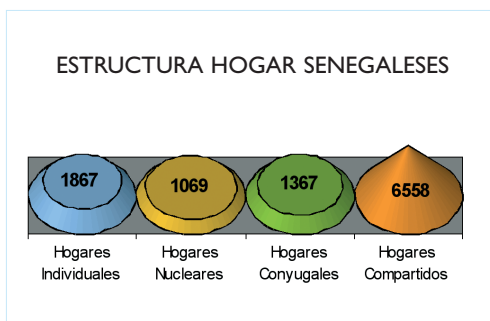 ESTRUCTURA HOGAR SENEGALESES
1867
1069
1367
6558
Hogares
Individuales
Hogares
Nucleares
Hogares
Conyugales
Hogares
Compartidos